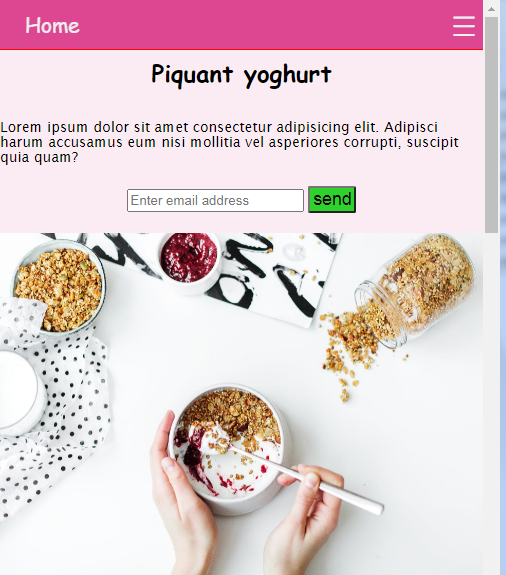 Home
Piquant yoghurt
Lorem ipsum dolor sit amet consectetur adipisicing elit. Adipisci
harum accusamus eum nisi mollitia vel asperiores corrupti, suscipit
quia quam?
Enter email address send